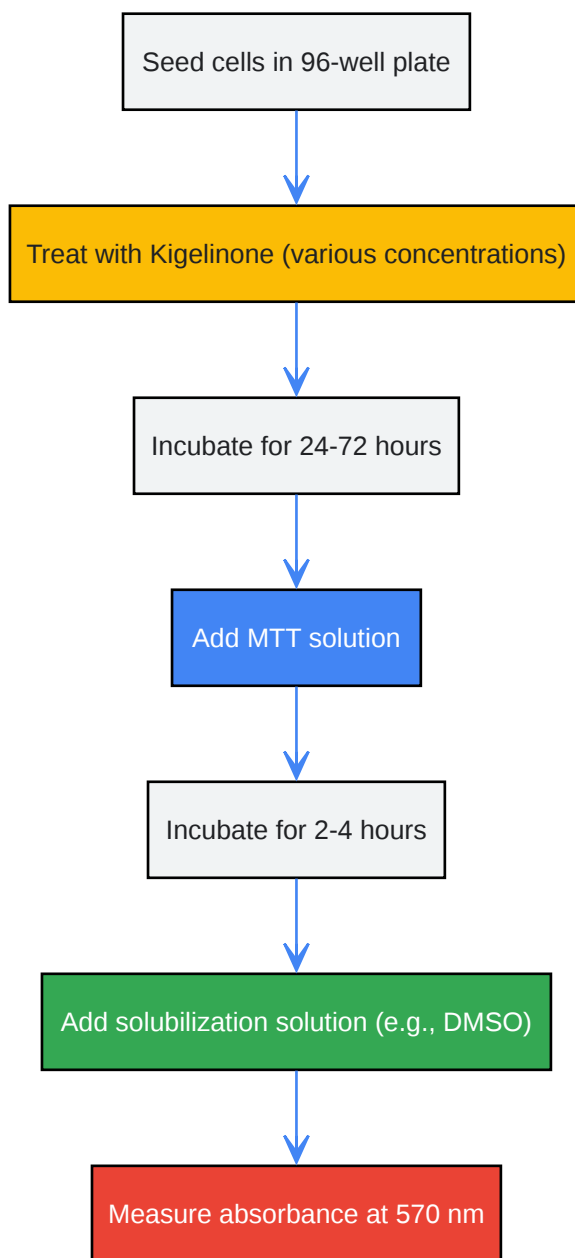 Seed cells in 96-well plate
Treat with Kigelinone (various concentrations)
Incubate for 24-72 hours
Add MTT solution
Incubate for 2-4 hours
Add solubilization solution (e.g., DMSO)
Measure absorbance at 570 nm